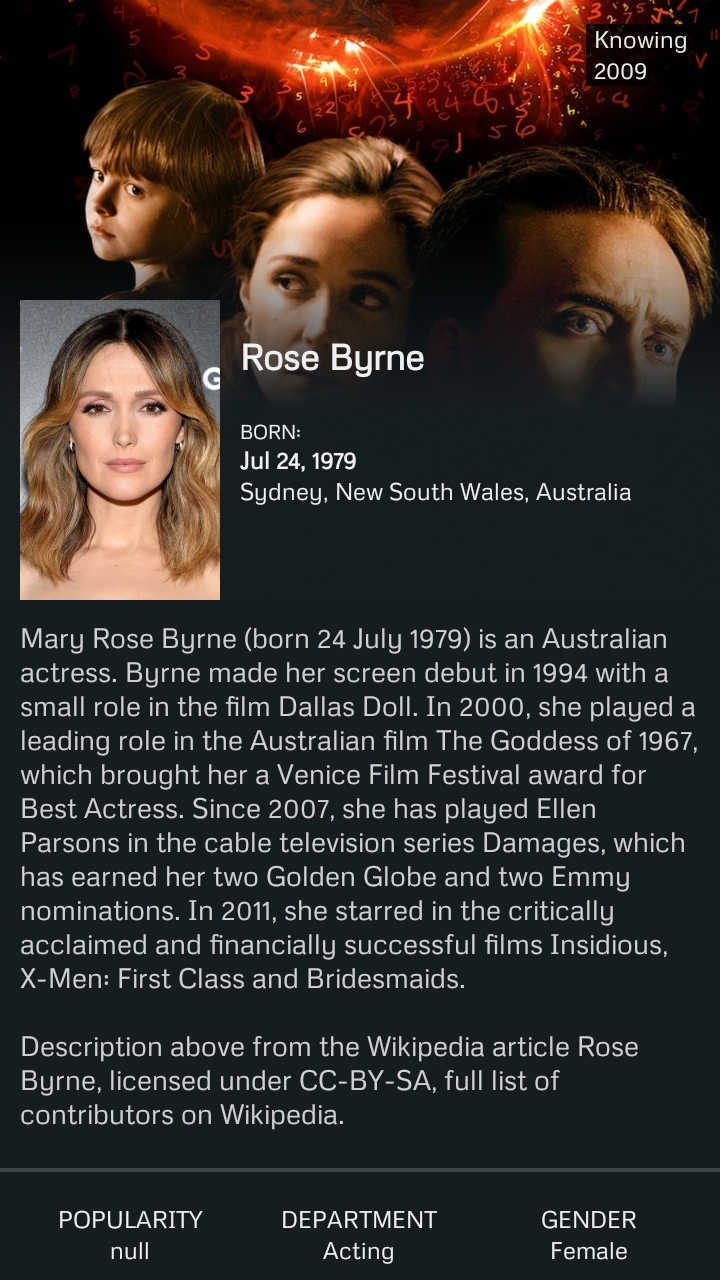 Knowing
2009
G
Rose Byrne
BORN:
Jul 24, 1979
Sydney, New South Wales, Australia
Mary Rose Byrne (born 24 July 1979) is an Australian
actress. Byrne made her screen debut in 1994 with a
small role in the film Dallas Doll. In 2000, she played a
leading role in the Australian film The Goddess of 1967,
which brought her a Venice Film Festival award for
Best Actress. Since 2007, she has played Ellen
Parsons in the cable television series Damages, which
has earned her two Golden Globe and two Emmy
nominations. In 2011, she starred in the critically
acclaimed and financially successful films Insidious,
X-Men: First Class and Bridesmaids.
Description above from the Wikipedia article Rose
Byrne, licensed under CC-BY-SA, full list of
contributors on Wikipedia.
POPULARITY DEPARTMENT GENDER
null Acting Female